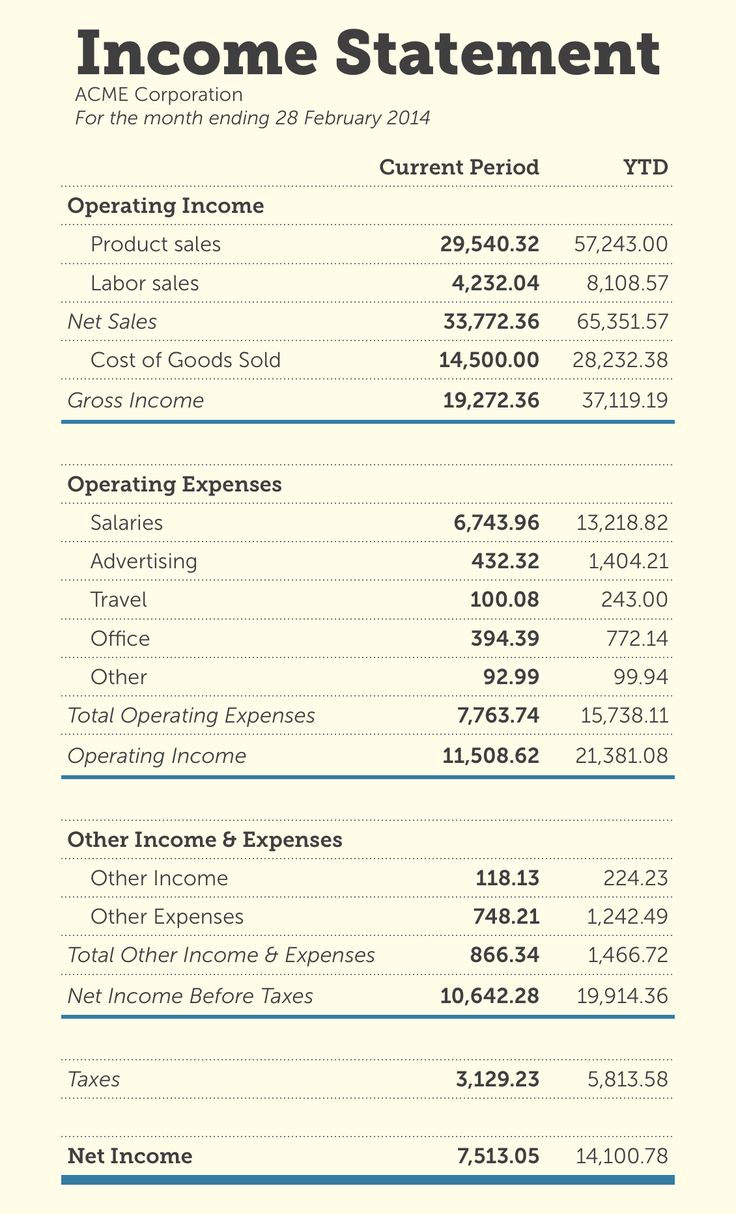 Income Statement
ACME Corporation
For the month ending 28 February 2014
Current Period YTD
Operating Income
Product sales 29,540.32 57,243.00
Labor sales 4,232.04 8,108.57
Net Sales 33,772.36 65,351.57
Cost of Goods Sold 14,500.00 28,232.38
Gross Income 19,272.36 37,119.19
Operating Expenses
Salaries 6,743.96 13,218.82
Advertising 432.32 1,404.21
Travel 100.08 243.00
Office 394.39 772.14
Other 92.99 99.94
Total Operating Expenses 7,763.74 15,738.11
Operating Income 11,508.62 21,381.08
Other Income & Expenses
Other Income 118.13 224.23
Other Expenses 748.21 1,242.49
Total Other Income & Expenses 866.34 1,466.72
Net Income Before Taxes 10,642.28 19,914.36
Taxes 3,129.23 5,813.58
Net Income 7,513.05 14,100.78